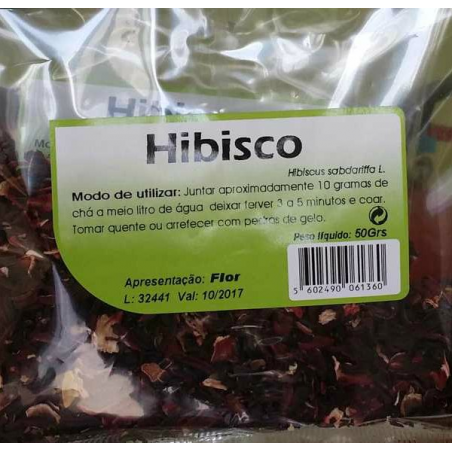 Hibisco
Hibiscus sabdariffa L.
Modo de utilizar: Juntar aproximadamente 10 gramas de
chá a meio litro de água deixar ferver 3 a 5 minutos e coar.
Tomar quente ou arrefecer com pedras de gelo.
Peso líquido: 50Grs
Apresentação: Flor
L: 32441 Val: 10/2017
5 602490 061360